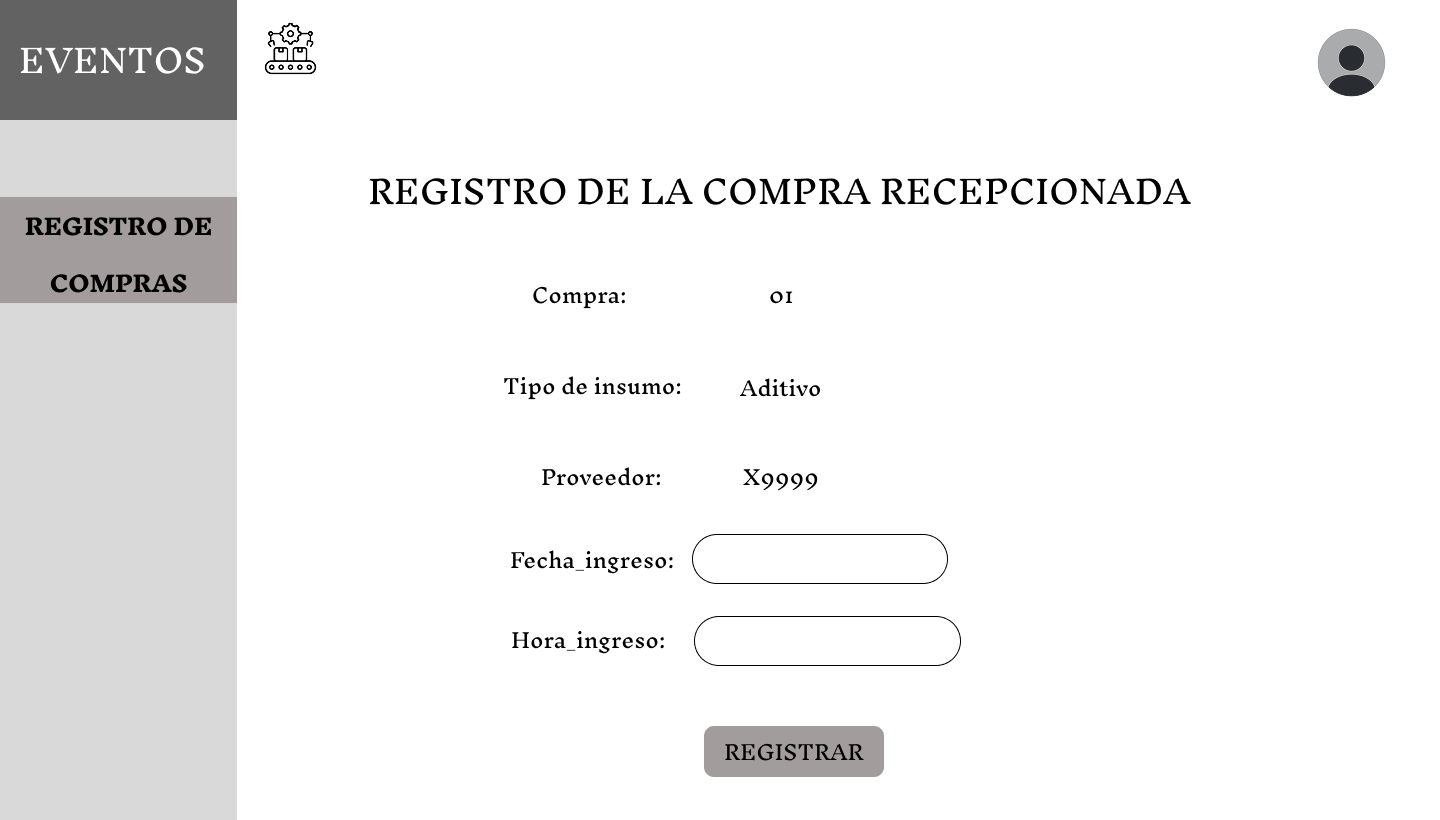 EVENTOS
REGISTRO DE
COMPRAS
REGISTRO DE LA COMPRA RECEPCIONADA
Compra: 01
Tipo de insumo: Aditivo
Proveedor: X9999
Fecha_ingreso:
Hora_ingreso:
REGISTRAR